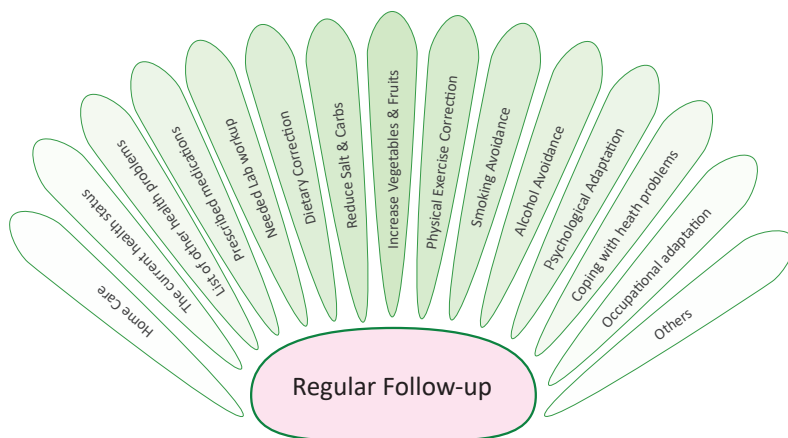 Home Care
The current health status
List of other health problems
Prescribed medications
Needed Lab workup
Dietary Correction
Reduce Salt & Carbs
Increase Vegetables & Fruits
Physical Exercise Correction
Smoking Avoidance
Alcohol Avoidance
Psychological Adaptation
Coping with heath problems
Occupational adaptation
Others
Regular Follow-up